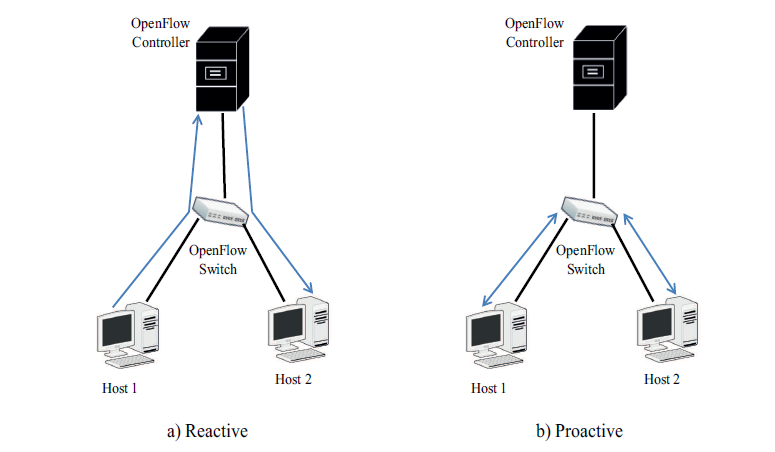 OpenFlow
Controller
OpenFlow
Switch
Host 1
Host 2
a) Reactive
OpenFlow
Controller
OpenFlow
Switch
Host 1
Host 2
b) Proactive